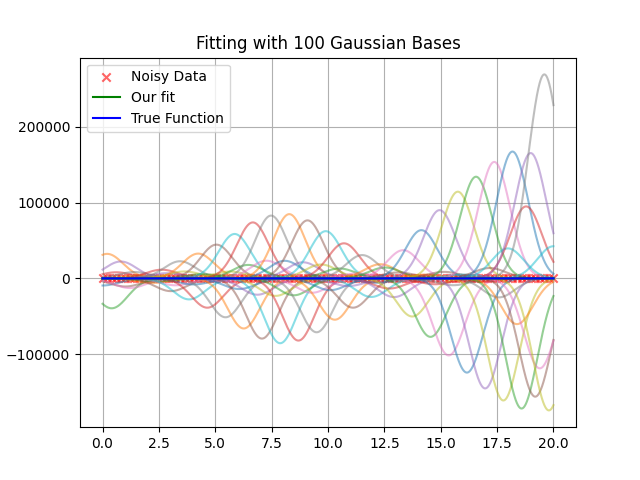 Fitting with 100 Gaussian Bases
Noisy Data
Our fit
True Function
200000
100000
0
−100000
0.0 2.5 5.0 7.5 10.0 12.5 15.0 17.5 20.0